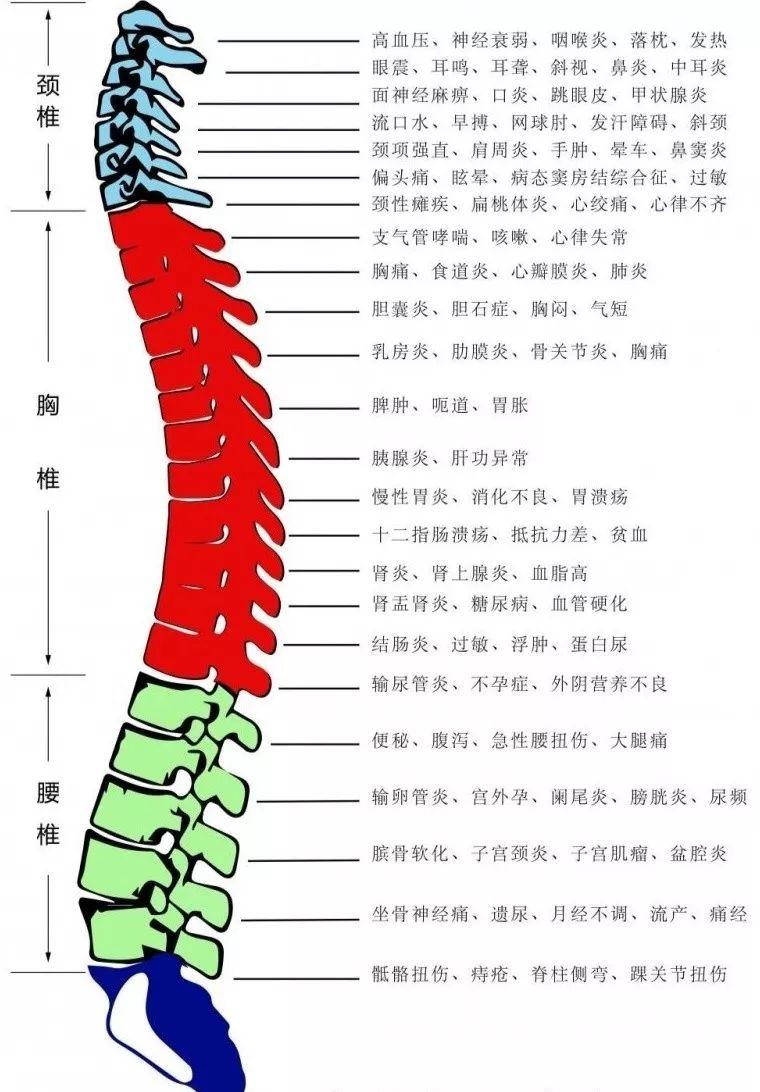 颈椎
高血压、神经衰弱、咽喉炎、落枕、发热
眼震、耳鸣、耳聋、斜视、鼻炎、中耳炎
面神经麻痹、口炎、跳眼皮、甲状腺炎
流口水、早搏、网球肘、发汗障碍、斜颈
颈项强直、肩周炎、手肿、晕车、鼻窦炎
偏头痛、眩晕、病态窦房结综合征、过敏
颈性瘫痪、扁桃体炎、心绞痛、心律不齐
胸椎
支气管哮喘、咳嗽、心律失常
胸痛、食道炎、心瓣膜炎、肺炎
胆囊炎、胆石症、胸闷、气短
乳房炎、肋膜炎、骨关节炎、胸痛
脾肿、呃道、胃胀
胰腺炎、肝功异常
慢性胃炎、消化不良、胃溃疡
十二指肠溃疡、抵抗力差、贫血
肾炎、肾上腺炎、血脂高
肾盂肾炎、糖尿病、血管硬化
结肠炎、过敏、浮肿、蛋白尿
输尿管炎、不孕症、外阴营养不良
腰椎
便秘、腹泻、急性腰扭伤、大腿痛
输卵管炎、宫外孕、阑尾炎、膀胱炎、尿频
膑骨软化、子宫颈炎、子宫肌瘤、盆腔炎
坐骨神经痛、遗尿、月经不调、流产、痛经
骶髂扭伤、痔疮、脊柱侧弯、踝关节扭伤